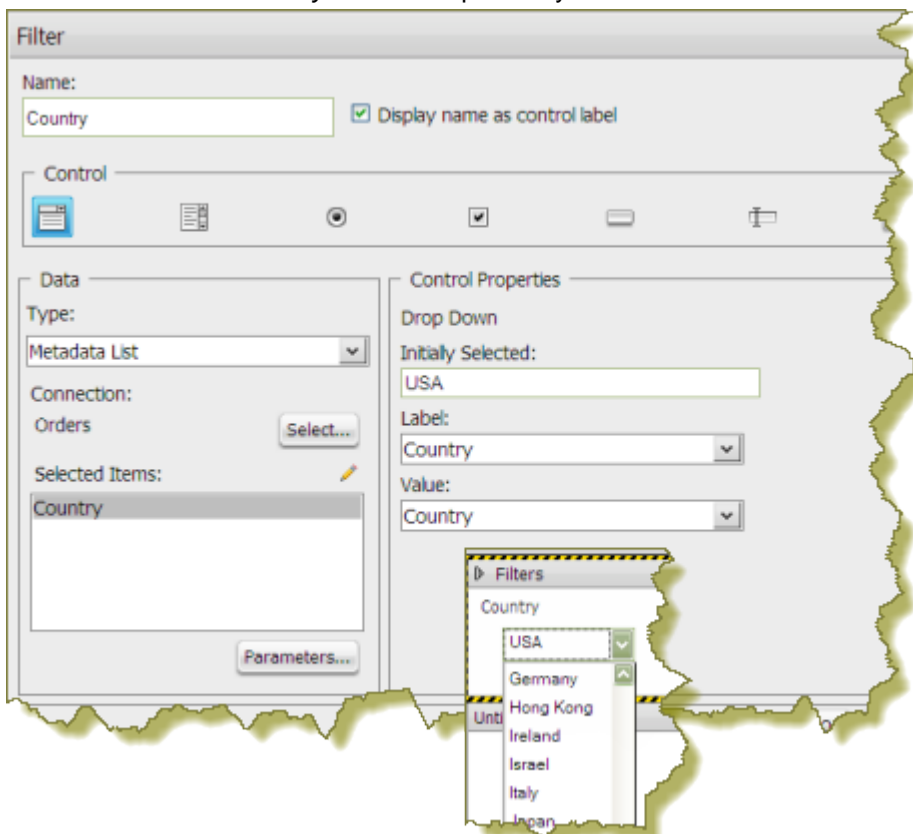 Filter
Name:
Country
Display name as control label
Control
Data
Type:
Metadata List
Connection:
Orders
Select...
Selected Items:
Country
Parameters...
Control Properties
Drop Down
Initially Selected:
USA
Label:
Country
Value:
Country
Filters
Country
USA
Germany
Hong Kong
Ireland
Israel
Italy
Japan
Unti